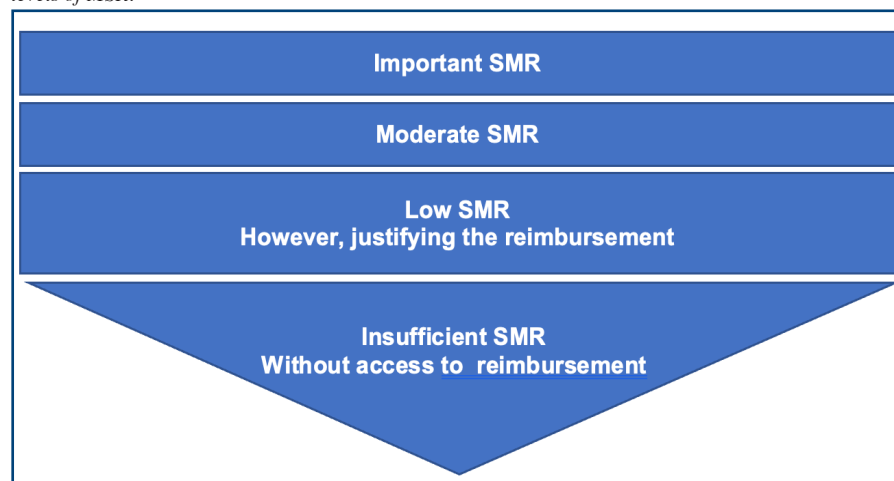 Important SMR
Moderate SMR
Low SMR
However, justifying the reimbursement
Insufficient SMR
Without access to reimbursement